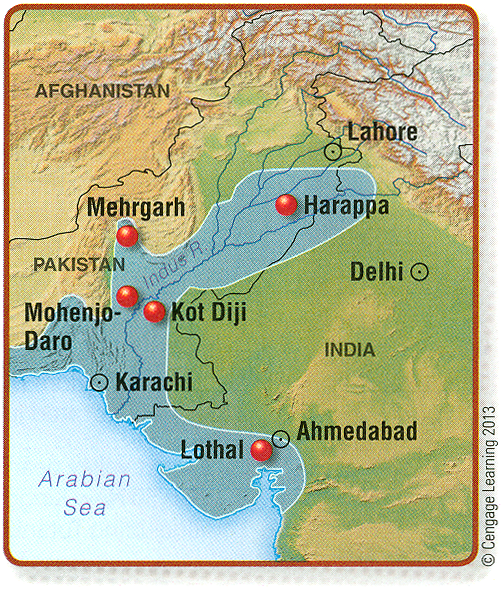 AFGHANISTAN
Lahore
Mehrgarh
Harappa
Indus R.
PAKISTAN
Delhi
Mohenjo-
Daro
Kot Diji
INDIA
Karachi
Ahmedabad
Lothal
Arabian
Sea
© Cengage Learning 2013